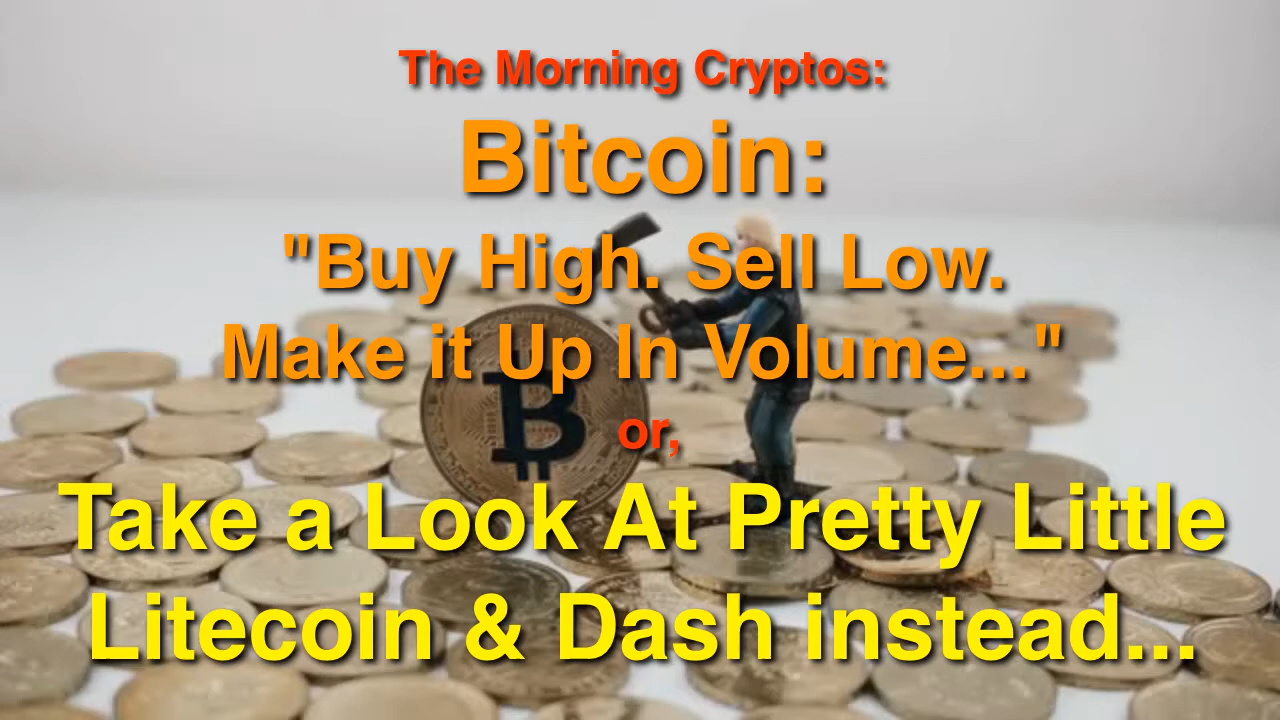 The Morning Cryptos:
Bitcoin:
"Buy High. Sell Low.
Make it Up In Volume..."
or,
Take a Look At Pretty Little
Litecoin & Dash instead...